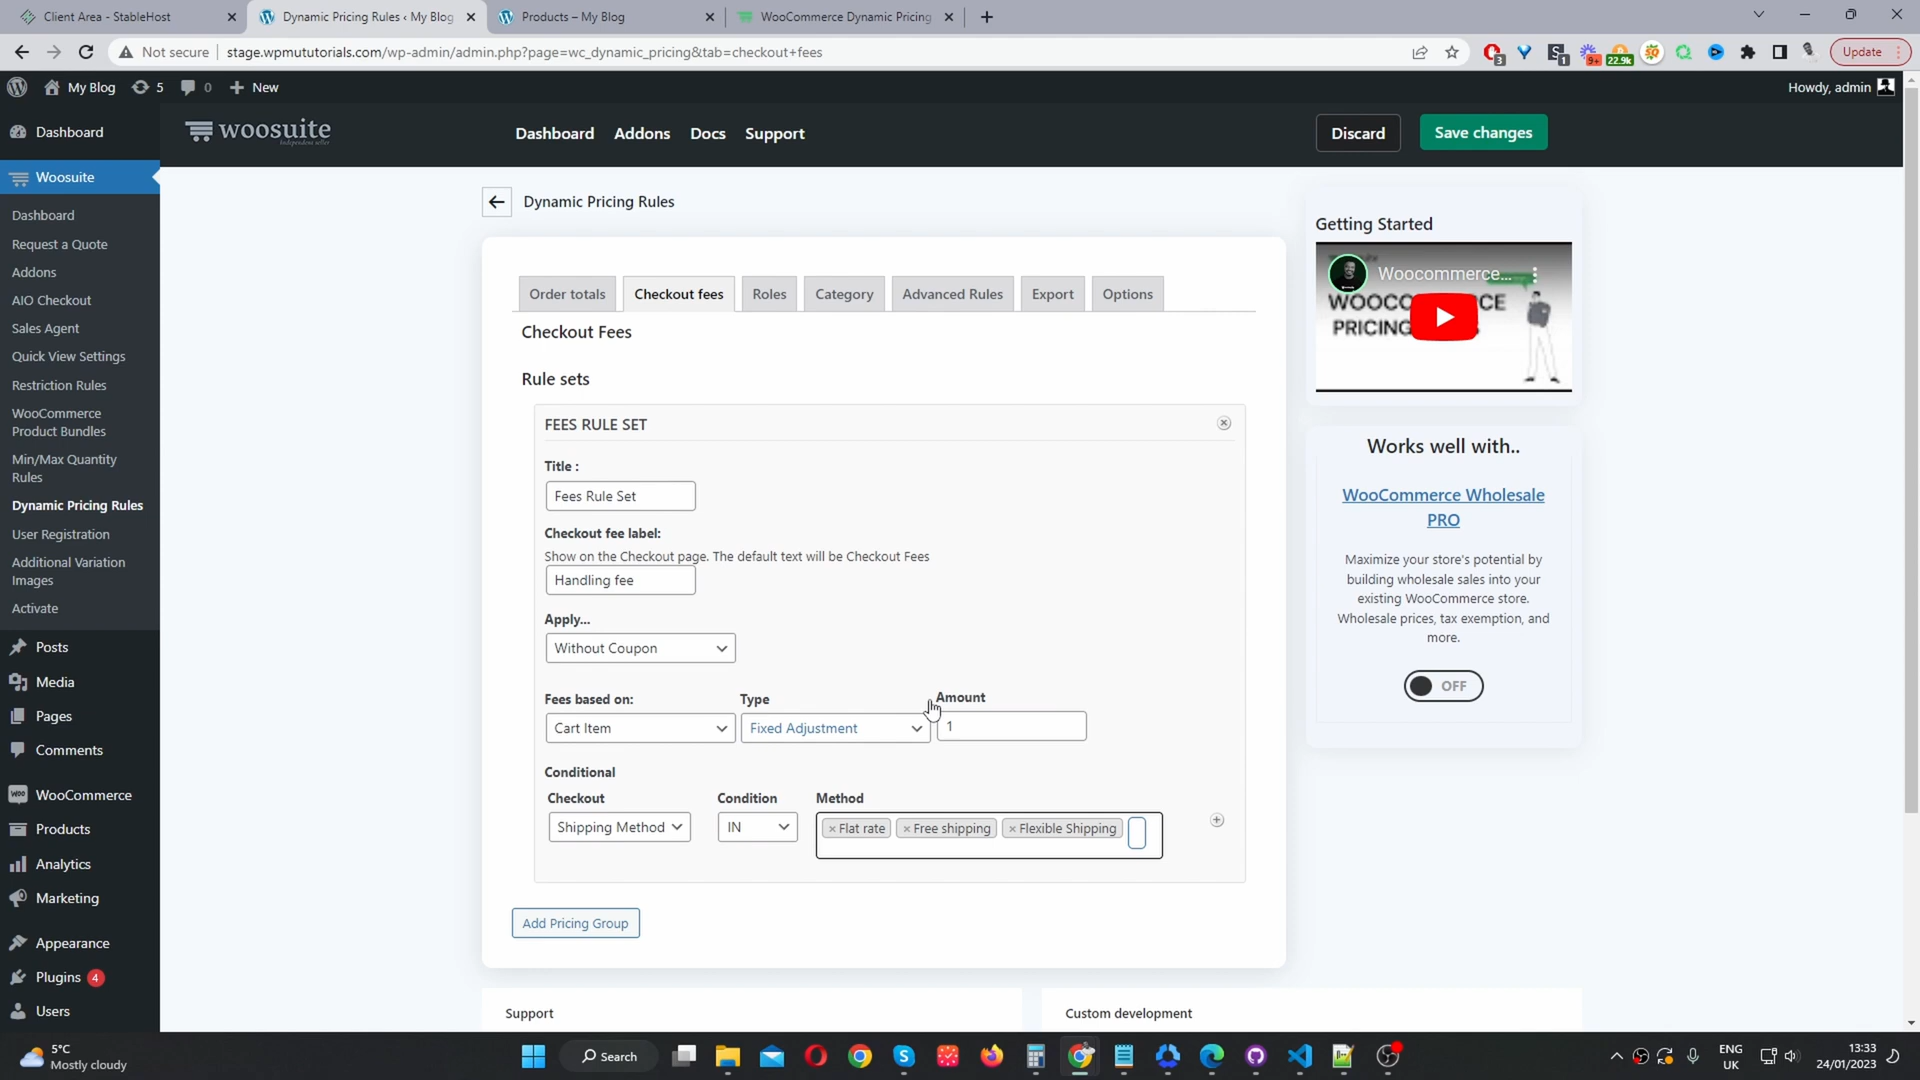 Client Area - StableHost
Dynamic Pricing Rules ‹ My Blog
Products – My Blog
WooCommerce Dynamic Pricing
Not secure
stage.wpmututorials.com/wp-admin/admin.php?page=wc_dynamic_pricing&tab=checkout+fees
3
1
9+
22.9k
Update
My Blog
5
0
New
Howdy, admin
woosuite
Independent seller
Dashboard
Addons
Docs
Support
Discard
Save changes
Dashboard
Woosuite
Dashboard
Request a Quote
Addons
AIO Checkout
Sales Agent
Quick View Settings
Restriction Rules
WooCommerce
Product Bundles
Min/Max Quantity
Rules
Dynamic Pricing Rules
User Registration
Additional Variation
Images
Activate
Posts
Media
Pages
Comments
WooCommerce
Products
Analytics
Marketing
Appearance
Plugins 4
Users
Dynamic Pricing Rules
Order totals
Checkout fees
Roles
Category
Advanced Rules
Export
Options
Checkout Fees
Rule sets
FEES RULE SET
Title :
Fees Rule Set
Checkout fee label:
Show on the Checkout page. The default text will be Checkout Fees
Handling fee
Apply...
Without Coupon
Fees based on:
Type
Amount
Cart Item
Fixed Adjustment
1
Conditional
Checkout
Condition
Method
Shipping Method
IN
× Flat rate
× Free shipping
× Flexible Shipping
Add Pricing Group
Support
Custom development
Getting Started
Woocommerce...
PRICING
Works well with..
WooCommerce Wholesale
PRO
Maximize your store's potential by
building wholesale sales into your
existing WooCommerce store.
Wholesale prices, tax exemption, and
more.
OFF
5°C
Mostly cloudy
Search
ENG
UK
13:33
24/01/2023